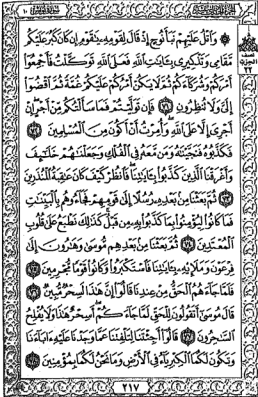 ۞ وَٱتۡلُ عَلَيۡهِمۡ نَبَأَ نُوحٍ إِذۡ قَالَ لِقَوۡمِهِۦ يَٰقَوۡمِ إِن كَانَ كَبُرَ عَلَيۡكُم
مَّقَامِي وَتَذۡكِيرِي بِـَٔايَٰتِ ٱللَّهِ فَعَلَى ٱللَّهِ تَوَكَّلۡتُ فَأَجۡمِعُوٓاْ
أَمۡرَكُمۡ وَشُرَكَآءَكُمۡ ثُمَّ لَا يَكُنۡ أَمۡرُكُمۡ عَلَيۡكُمۡ غُمَّةٗ ثُمَّ ٱقۡضُوٓاْ
إِلَيَّ وَلَا تُنظِرُونِ ٧١ فَإِن تَوَلَّيۡتُمۡ فَمَا سَأَلۡتُكُم مِّنۡ أَجۡرٍۖ إِنۡ
أَجۡرِيَ إِلَّا عَلَى ٱللَّهِۖ وَأُمِرۡتُ أَنۡ أَكُونَ مِنَ ٱلۡمُسۡلِمِينَ ٧٢
فَكَذَّبُوهُ فَنَجَّيۡنَٰهُ وَمَن مَّعَهُۥ فِي ٱلۡفُلۡكِ وَجَعَلۡنَٰهُمۡ خَلَٰٓئِفَ
وَأَغۡرَقۡنَا ٱلَّذِينَ كَذَّبُواْ بِـَٔايَٰتِنَاۖ فَٱنظُرۡ كَيۡفَ كَانَ عَٰقِبَةُ ٱلۡمُنذَرِينَ
٧٣ ثُمَّ بَعَثۡنَا مِنۢ بَعۡدِهِۦ رُسُلًا إِلَىٰ قَوۡمِهِمۡ فَجَآءُوهُم بِٱلۡبَيِّنَٰتِ
فَمَا كَانُواْ لِيُؤۡمِنُواْ بِمَا كَذَّبُواْ بِهِۦ مِن قَبۡلُۚ كَذَٰلِكَ نَطۡبَعُ عَلَىٰ قُلُوبِ
ٱلۡمُعۡتَدِينَ ٧٤ ثُمَّ بَعَثۡنَا مِنۢ بَعۡدِهِم مُّوسَىٰ وَهَٰرُونَ إِلَىٰ
فِرۡعَوۡنَ وَمَلَإِيْهِۦ بِـَٔايَٰتِنَا فَٱسۡتَكۡبَرُواْ وَكَانُواْ قَوۡمٗا مُّجۡرِمِينَ ٧٥
فَلَمَّا جَآءَهُمُ ٱلۡحَقُّ مِنۡ عِندِنَا قَالُوٓاْ إِنَّ هَٰذَا لَسِحۡرٞ مُّبِينٞ ٧٦
قَالَ مُوسَىٰٓ أَتَقُولُونَ لِلۡحَقِّ لَمَّا جَآءَكُمۡۖ أَسِحۡرٌ هَٰذَا وَلَا يُفۡلِحُ
ٱلسَّٰحِرُونَ ٧٧ قَالُوٓاْ أَجِئۡتَنَا لِتَلۡفِتَنَا عَمَّا وَجَدۡنَا عَلَيۡهِ ءَابَآءَنَا
وَتَكُونَ لَكُمَا ٱلۡكِبۡرِيَآءُ فِي ٱلۡأَرۡضِ وَمَا نَحۡنُ لَكُمَا بِمُؤۡمِنِينَ ٧٨
٢١٧